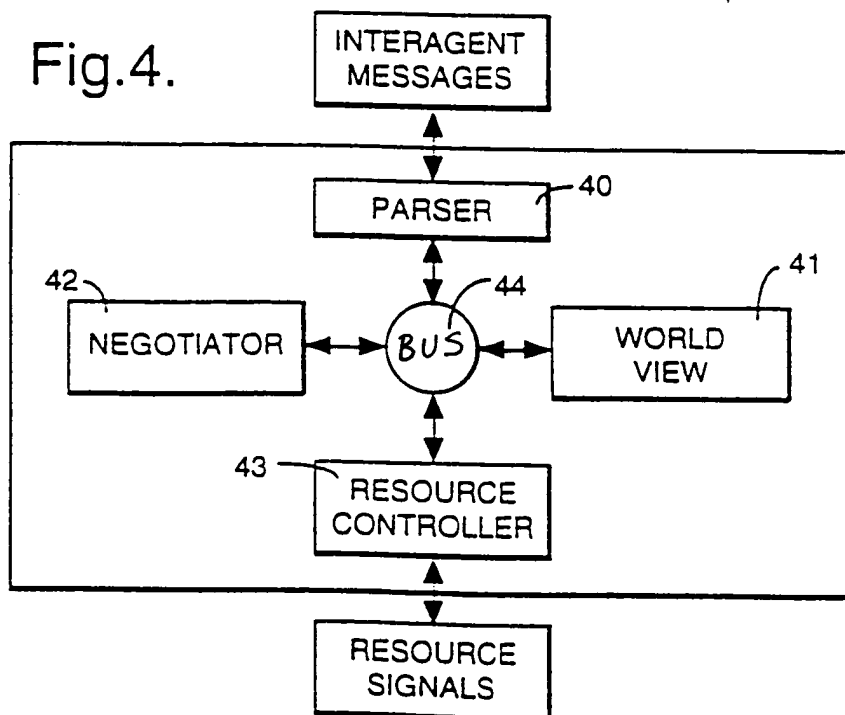 Fig.4.
INTERAGENT
MESSAGES
PARSER
40
42
44
41
NEGOTIATOR
BUS
WORLD
VIEW
43
RESOURCE
CONTROLLER
RESOURCE
SIGNALS